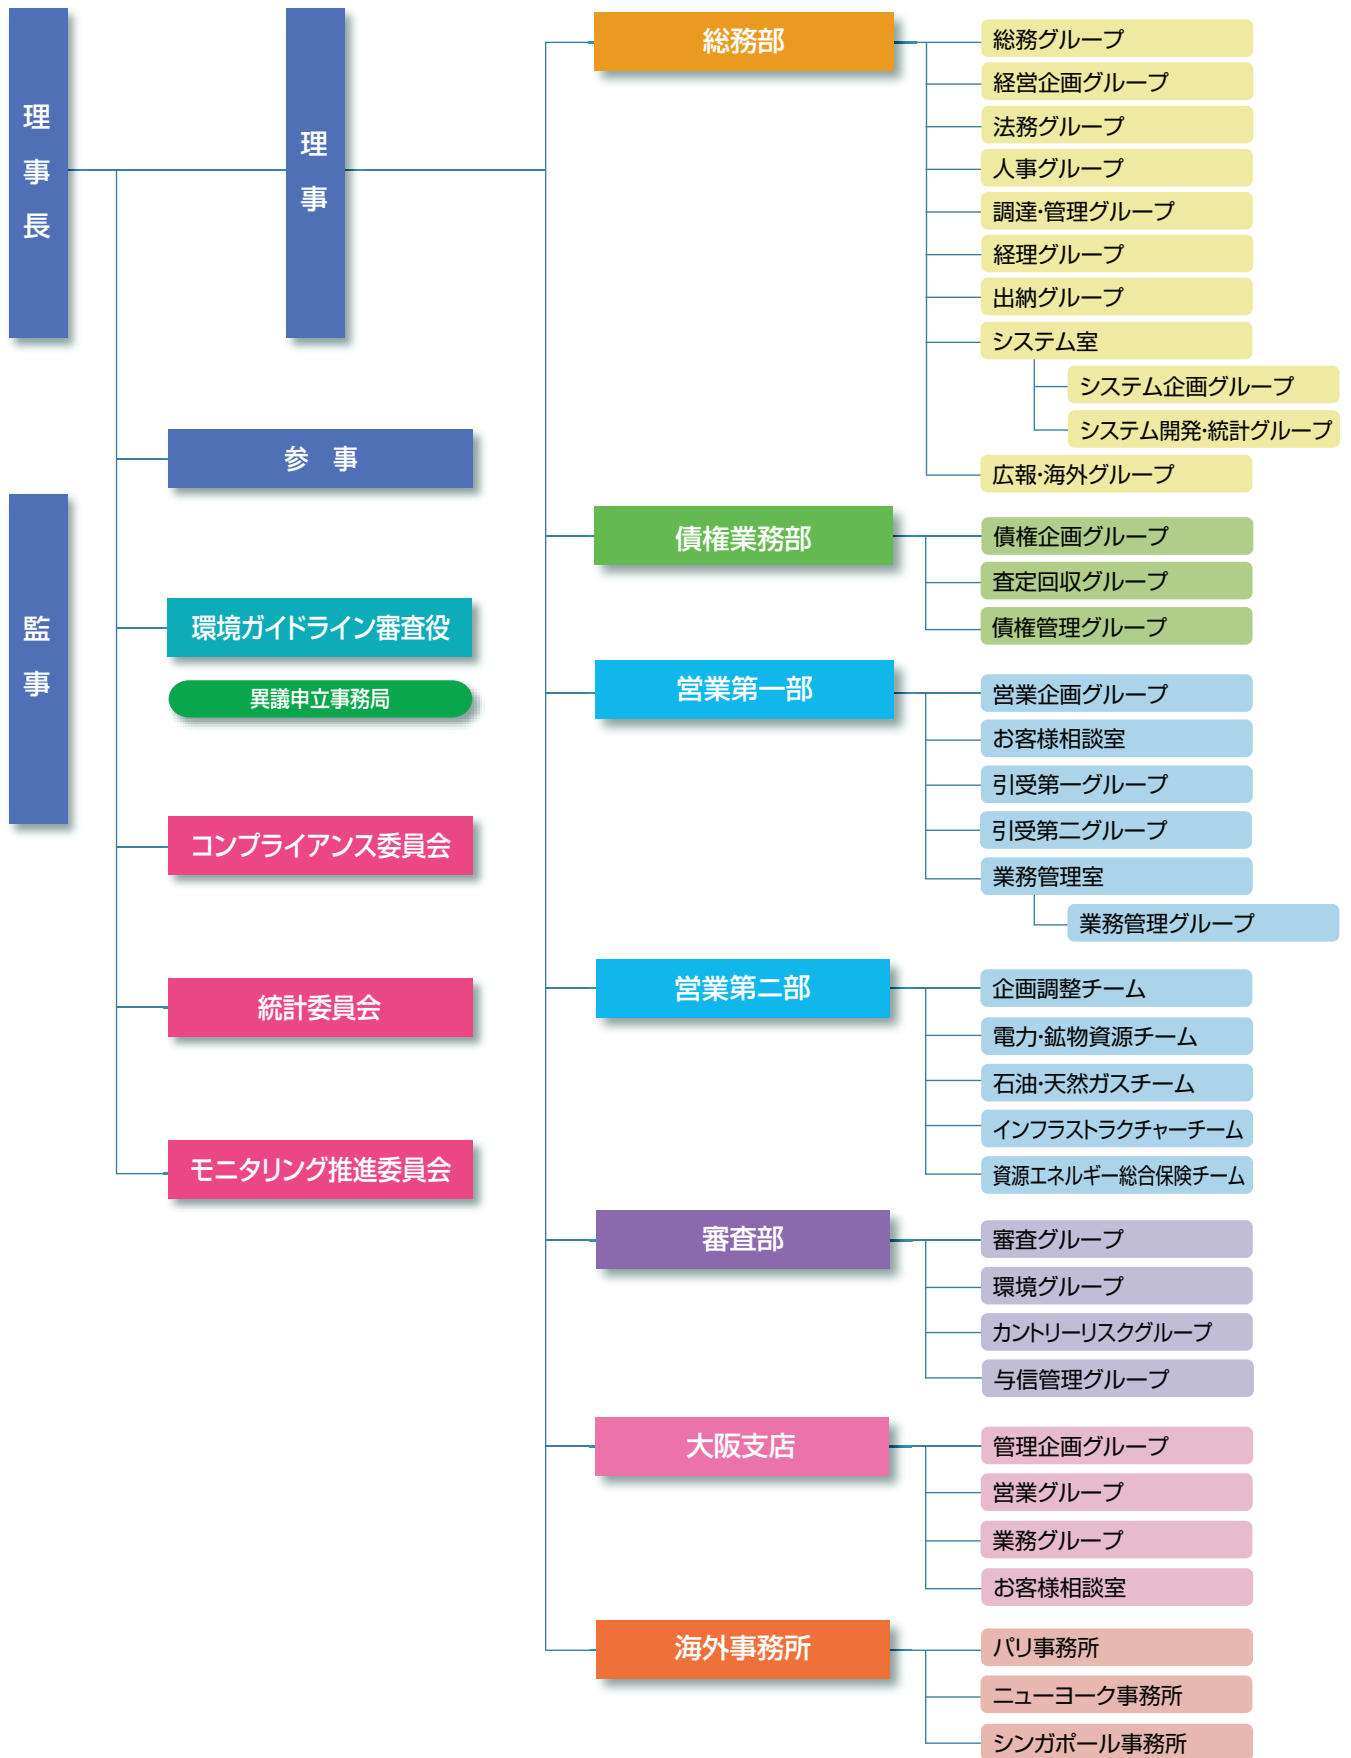 理事長
理事
監事
参 事
環境ガイドライン審査役
異議申立事務局
コンプライアンス委員会
統計委員会
モニタリング推進委員会
総務部
総務グループ
経営企画グループ
法務グループ
人事グループ
調達・管理グループ
経理グループ
出納グループ
システム室
システム企画グループ
システム開発・統計グループ
広報・海外グループ
債権業務部
債権企画グループ
査定回収グループ
債権管理グループ
営業第一部
営業企画グループ
お客様相談室
引受第一グループ
引受第二グループ
業務管理室
業務管理グループ
営業第二部
企画調整チーム
電力・鉱物資源チーム
石油・天然ガスチーム
インフラストラクチャーチーム
資源エネルギー総合保険チーム
審査部
審査グループ
環境グループ
カントリーリスクグループ
与信管理グループ
大阪支店
管理企画グループ
営業グループ
業務グループ
お客様相談室
海外事務所
パリ事務所
ニューヨーク事務所
シンガポール事務所